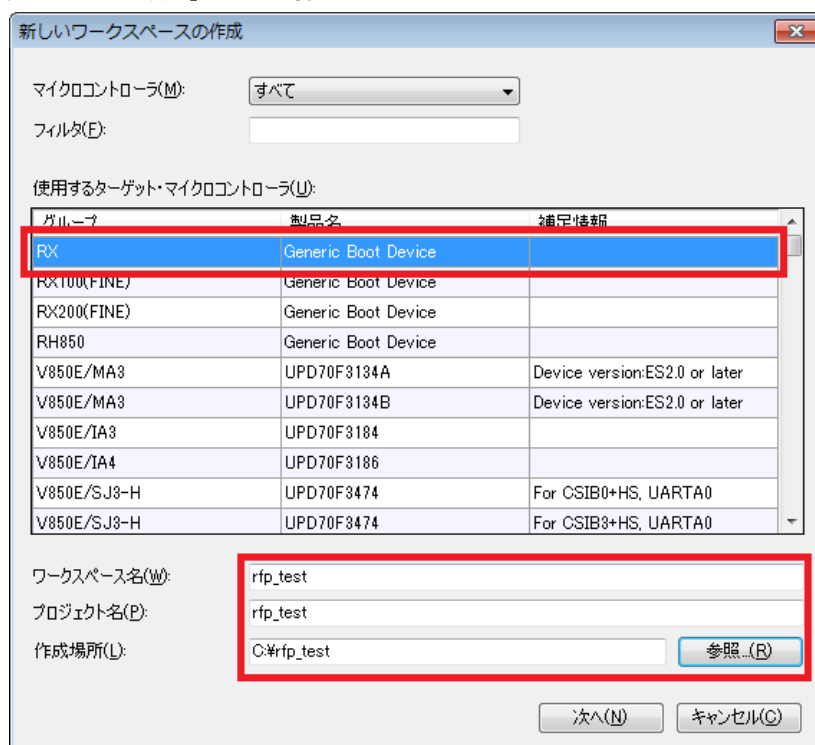 新しいワークスペースの作成
マイクロコントローラ(M): すべて
フィルタ(F):
使用するターゲット・マイクロコントローラ(U):
グループ 製品名 補足情報
RX Generic Boot Device
RX100(FINE) Generic Boot Device
RX200(FINE) Generic Boot Device
RH850 Generic Boot Device
V850E/MA3 UPD70F3134A Device version:ES2.0 or later
V850E/MA3 UPD70F3134B Device version:ES2.0 or later
V850E/IA3 UPD70F3184
V850E/IA4 UPD70F3186
V850E/SJ3-H UPD70F3474 For CSIB0+HS, UARTA0
V850E/SJ3-H UPD70F3474 For CSIB3+HS, UARTA0
ワークスペース名(W): rfp_test
プロジェクト名(P): rfp_test
作成場所(L): C:¥rfp_test 参照...(R)
次へ(N) キャンセル(C)